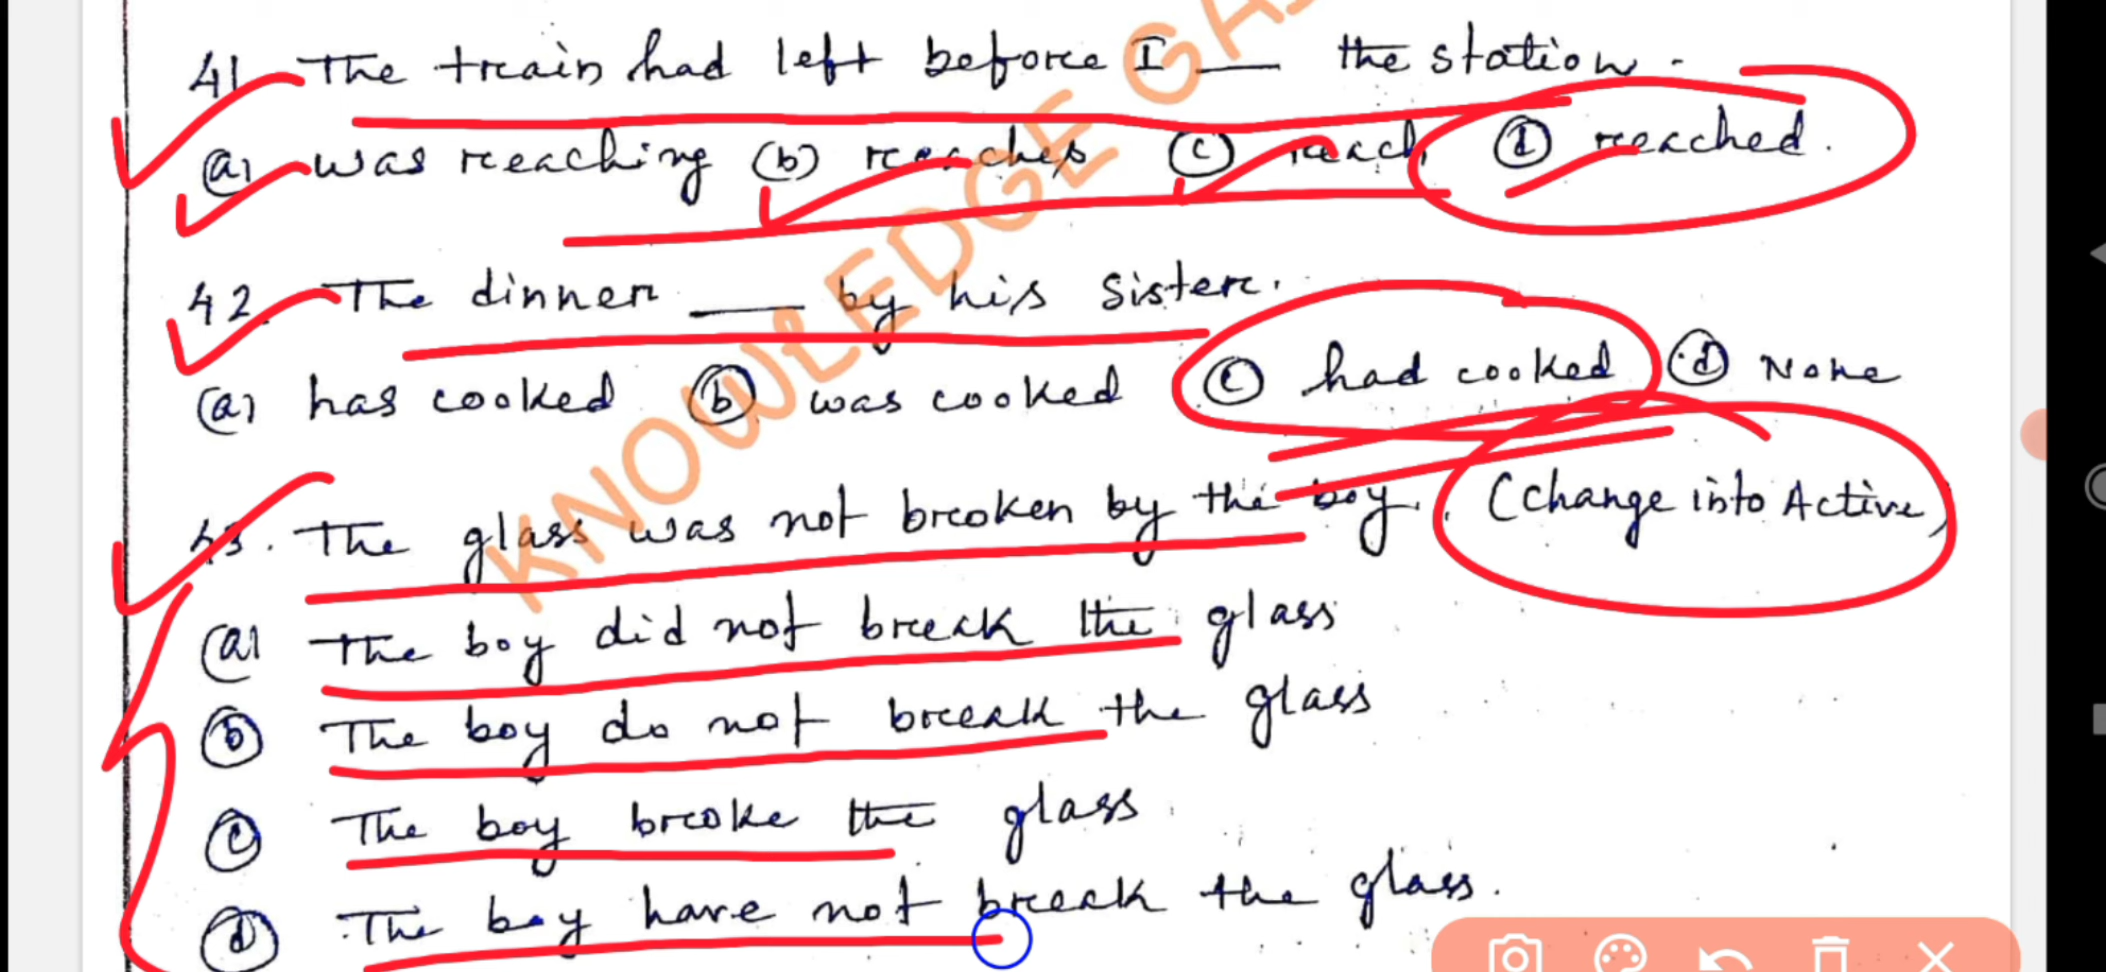 41. The train had left before I ___ the station.
(a) was reaching (b) reaches (c) reach (d) reached.
42. The dinner ___ by his sister.
(a) has cooked (b) was cooked (c) had cooked (d) None
43. The glass was not broken by the boy. (Change into Active)
(a) The boy did not break the glass
(b) The boy do not break the glass
(c) The boy broke the glass
(d) The boy have not break the glass.
KNOWLEDGE GA